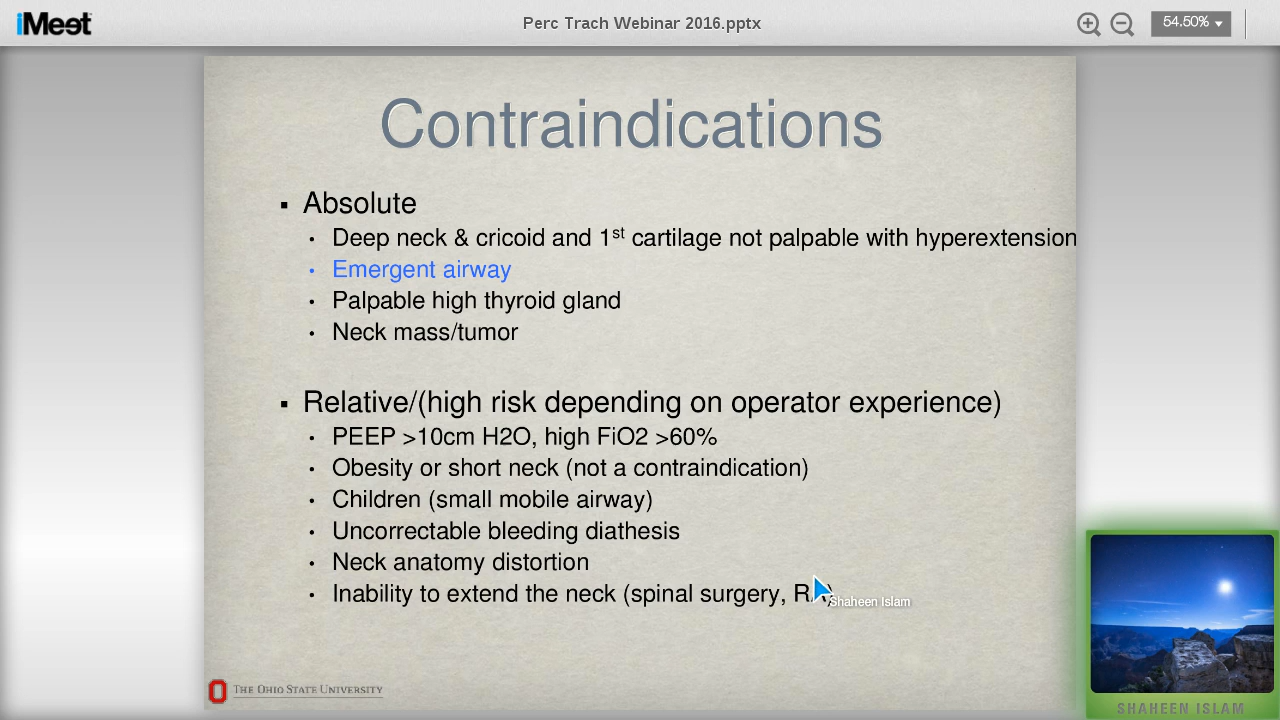 iMeet
Perc Trach Webinar 2016.pptx
54.50%
Contraindications
▪ Absolute
• Deep neck & cricoid and 1st cartilage not palpable with hyperextension
• Emergent airway
• Palpable high thyroid gland
• Neck mass/tumor
▪ Relative/(high risk depending on operator experience)
• PEEP >10cm H2O, high FiO2 >60%
• Obesity or short neck (not a contraindication)
• Children (small mobile airway)
• Uncorrectable bleeding diathesis
• Neck anatomy distortion
• Inability to extend the neck (spinal surgery, RA)
Shaheen Islam
THE OHIO STATE UNIVERSITY
SHAHEEN ISLAM